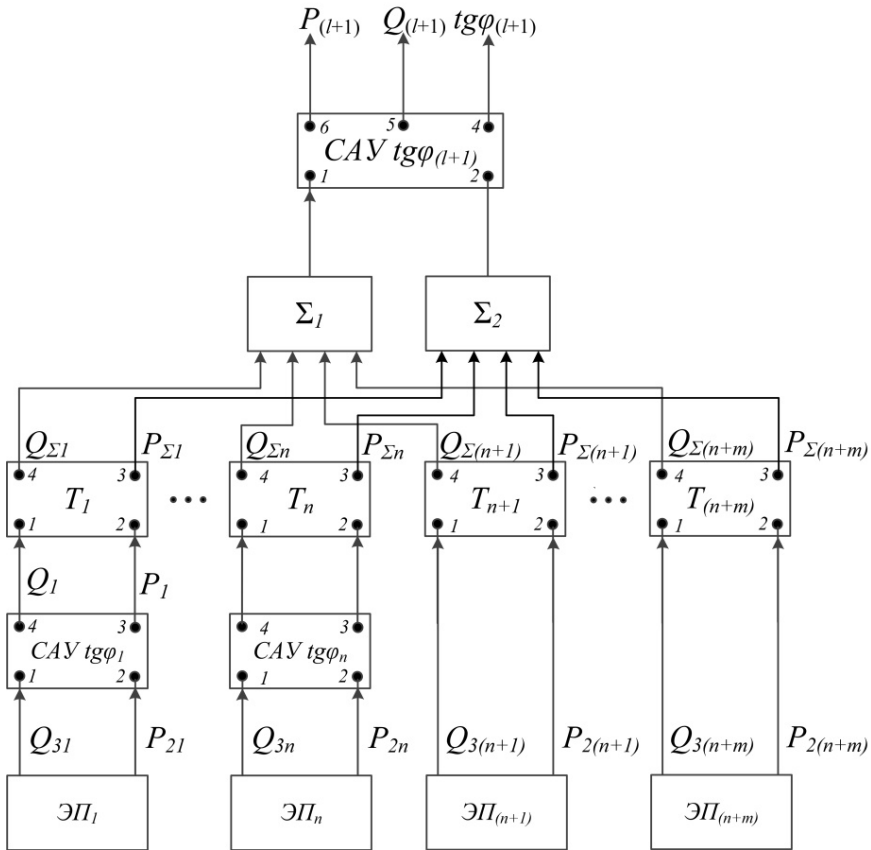 P(l+1) Q(l+1) tgφ(l+1)
6 5 4
САУ tgφ(l+1)
1 2
Σ1 Σ2
QΣ1 PΣ1 QΣn PΣn QΣ(n+1) PΣ(n+1) QΣ(n+m) PΣ(n+m)
4 3 4 3 4 3 4 3
T1 ... Tn Tn+1 ... T(n+m)
1 2 1 2 1 2 1 2
Q1 P1
4 3 4 3
САУ tgφ1 САУ tgφn
1 2 1 2
Q31 P21 Q3n P2n Q3(n+1) P2(n+1) Q3(n+m) P2(n+m)
ЭП1 ЭПn ЭП(n+1) ЭП(n+m)